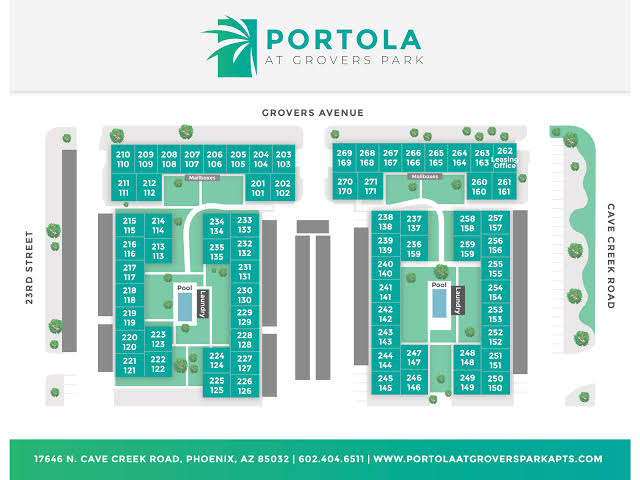 PORTOLA
AT GROVERS PARK
GROVERS AVENUE
23RD STREET
210 209 208 207 206 205 204 203
110 109 108 107 106 105 104 103
Mailboxes
211 212 201 202
111 112 101 102
215 214 234 233
115 114 134 133
216 213 235 232
116 113 135 132
217 231
117 131
218 230
118 130
219 229
119 129
Pool
Laundry
220 223 228
120 123 128
221 222 224 227
121 122 124 127
225 226
125 126
269 268 267 266 265 264 263 262
169 168 167 166 165 164 163 Leasing Office
Mailboxes
270 271 260 261
170 171 160 161
238 237 258 257
138 137 158 157
239 236 259 256
139 159 159 156
240 255
140 155
241 254
141 154
242 253
142 153
Pool
Laundry
243 252
143 152
244 247 248 251
144 147 148 151
245 246 249 250
145 146 149 150
CAVE CREEK ROAD
17646 N. CAVE CREEK ROAD, PHOENIX, AZ 85032 | 602.404.6511 | WWW.PORTOLAATGROVERSPARKAPTS.COM